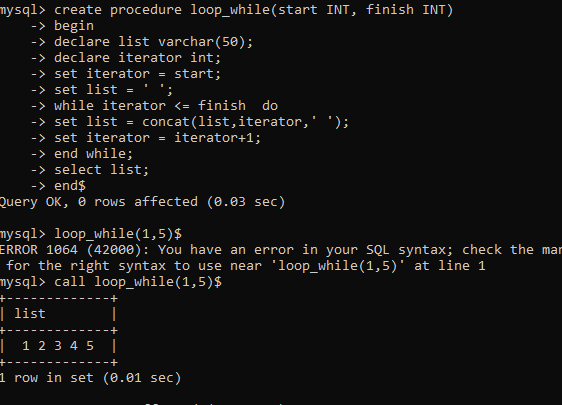 mysql> create procedure loop_while(start INT, finish INT)
    -> begin
    -> declare list varchar(50);
    -> declare iterator int;
    -> set iterator = start;
    -> set list = ' ';
    -> while iterator <= finish  do
    -> set list = concat(list,iterator,' ');
    -> set iterator = iterator+1;
    -> end while;
    -> select list;
    -> end$
Query OK, 0 rows affected (0.03 sec)

mysql> loop_while(1,5)$
ERROR 1064 (42000): You have an error in your SQL syntax; check the man
 for the right syntax to use near 'loop_while(1,5)' at line 1
mysql> call loop_while(1,5)$
+-------------+
| list        |
+-------------+
|  1 2 3 4 5  |
+-------------+
1 row in set (0.01 sec)